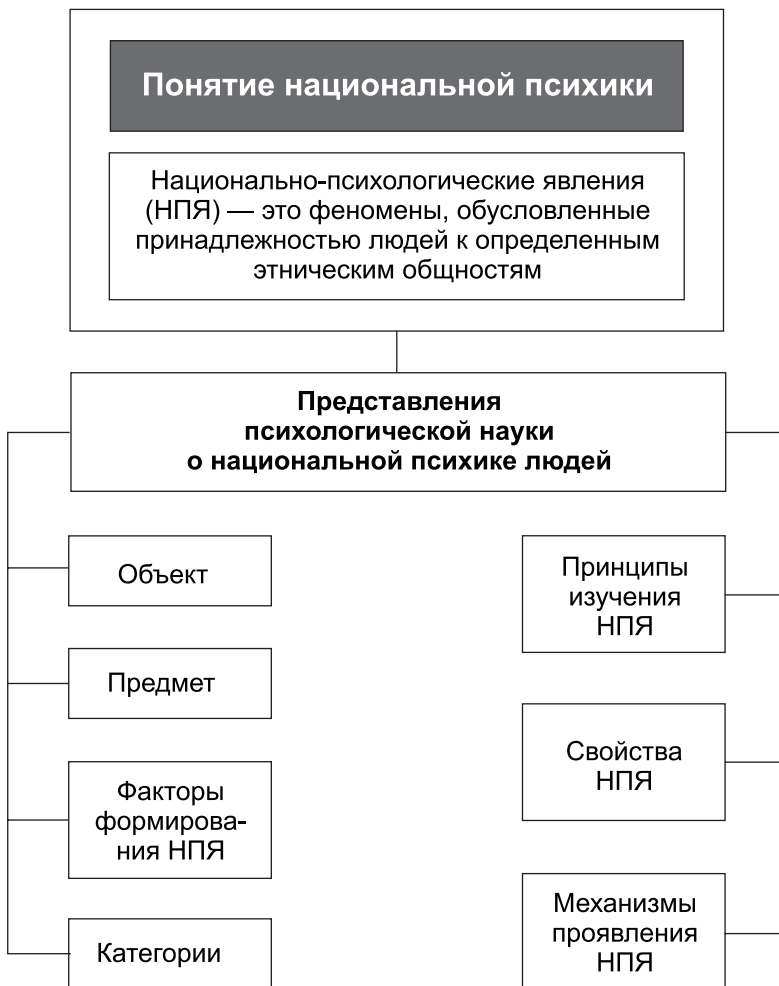 Понятие национальной психики
Национально-психологические явления
(НПЯ) — это феномены, обусловленные
принадлежностью людей к определенным
этническим общностям
Представления
психологической науки
о национальной психике людей
Объект
Предмет
Факторы
формирова-
ния НПЯ
Категории
Принципы
изучения
НПЯ
Свойства
НПЯ
Механизмы
проявления
НПЯ